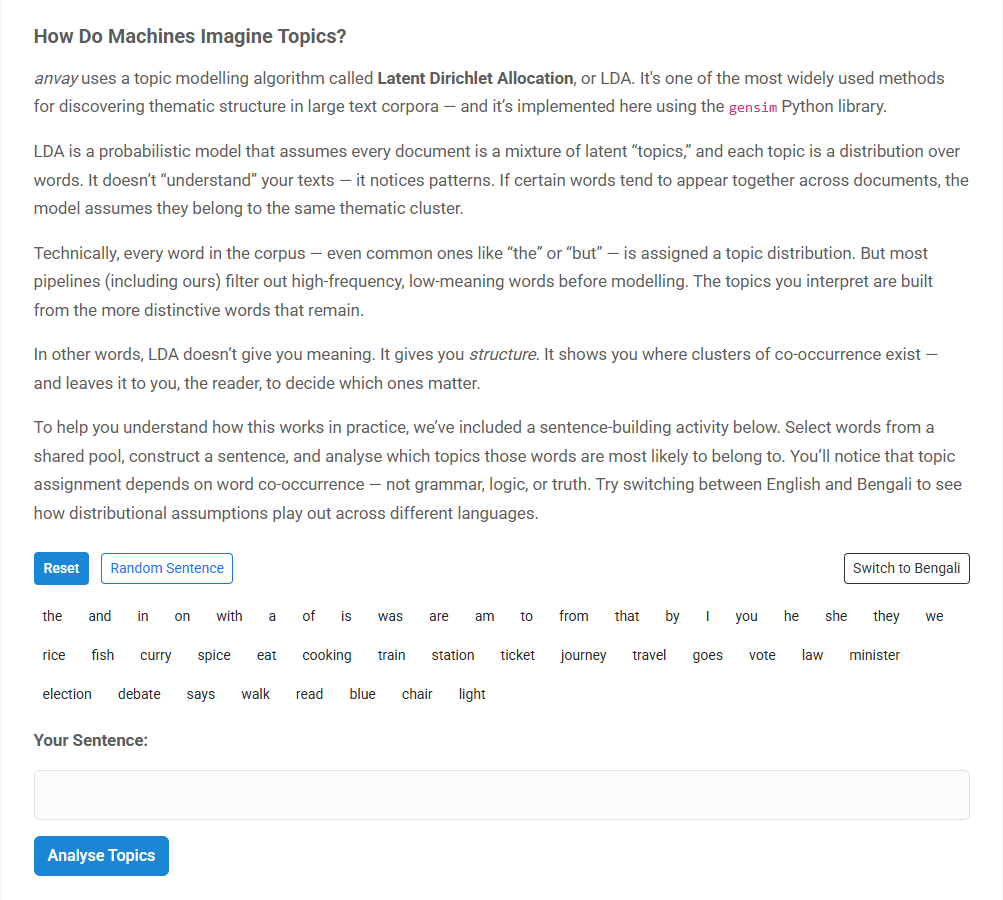 How Do Machines Imagine Topics?
anvay uses a topic modelling algorithm called Latent Dirichlet Allocation, or LDA. It's one of the most widely used methods
for discovering thematic structure in large text corpora — and it’s implemented here using the gensim Python library.
LDA is a probabilistic model that assumes every document is a mixture of latent “topics,” and each topic is a distribution over
words. It doesn’t “understand” your texts — it notices patterns. If certain words tend to appear together across documents, the
model assumes they belong to the same thematic cluster.
Technically, every word in the corpus — even common ones like “the” or “but” — is assigned a topic distribution. But most
pipelines (including ours) filter out high-frequency, low-meaning words before modelling. The topics you interpret are built
from the more distinctive words that remain.
In other words, LDA doesn’t give you meaning. It gives you structure. It shows you where clusters of co-occurrence exist —
and leaves it to you, the reader, to decide which ones matter.
To help you understand how this works in practice, we’ve included a sentence-building activity below. Select words from a
shared pool, construct a sentence, and analyse which topics those words are most likely to belong to. You’ll notice that topic
assignment depends on word co-occurrence — not grammar, logic, or truth. Try switching between English and Bengali to see
how distributional assumptions play out across different languages.
Reset Random Sentence Switch to Bengali
the and in on with a of is was are am to from that by I you he she they we
rice fish curry spice eat cooking train station ticket journey travel goes vote law minister
election debate says walk read blue chair light
Your Sentence:
Analyse Topics